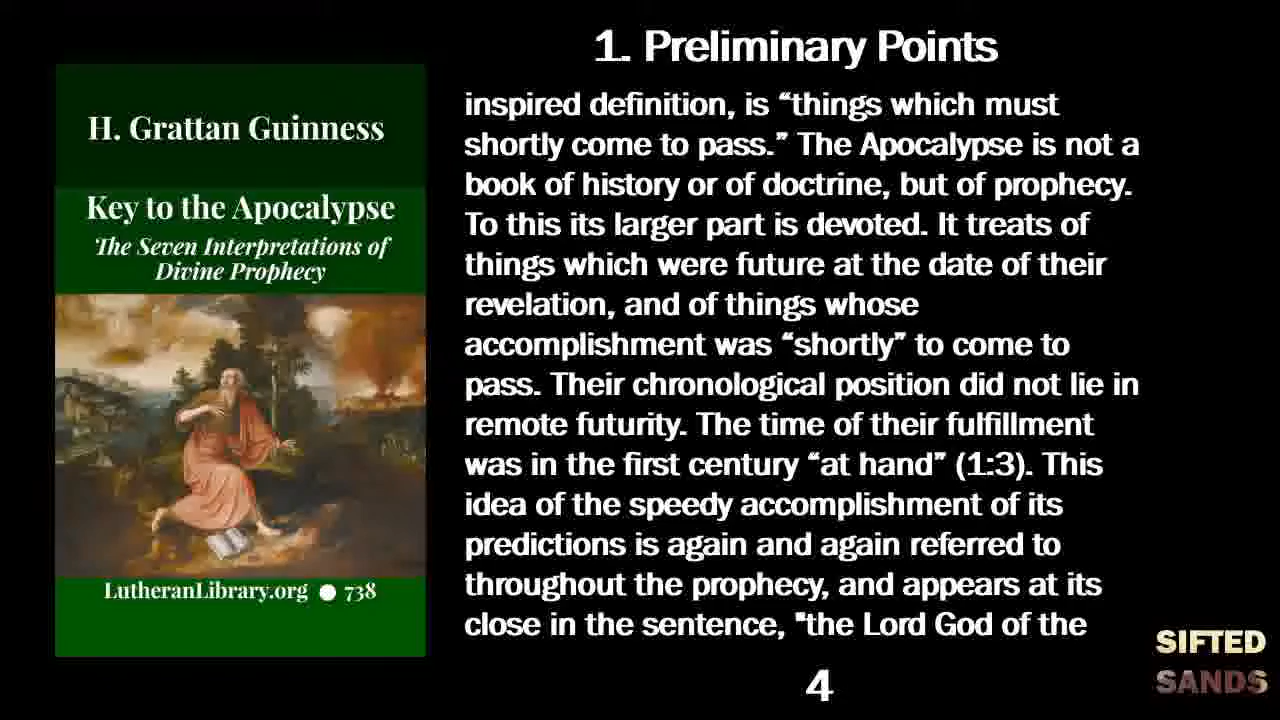 H. Grattan Guinness
Key to the Apocalypse
The Seven Interpretations of
Divine Prophecy
LutheranLibrary.org ● 738
1. Preliminary Points
inspired definition, is “things which must
shortly come to pass.” The Apocalypse is not a
book of history or of doctrine, but of prophecy.
To this its larger part is devoted. It treats of
things which were future at the date of their
revelation, and of things whose
accomplishment was “shortly” to come to
pass. Their chronological position did not lie in
remote futurity. The time of their fulfillment
was in the first century “at hand” (1:3). This
idea of the speedy accomplishment of its
predictions is again and again referred to
throughout the prophecy, and appears at its
close in the sentence, "the Lord God of the
4
SIFTED
SANDS